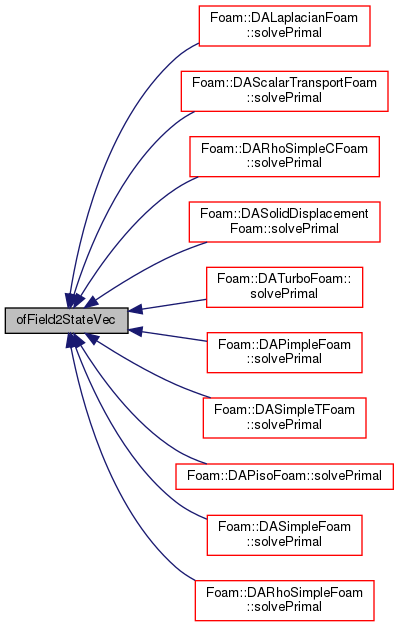 Foam::DALaplacianFoam
::solvePrimal
Foam::DAScalarTransportFoam
::solvePrimal
Foam::DARhoSimpleCFoam
::solvePrimal
Foam::DASolidDisplacement
Foam::solvePrimal
Foam::DATurboFoam::
solvePrimal
ofField2StateVec
Foam::DAPimpleFoam
::solvePrimal
Foam::DASimpleTFoam
::solvePrimal
Foam::DAPisoFoam::solvePrimal
Foam::DASimpleFoam
::solvePrimal
Foam::DARhoSimpleFoam
::solvePrimal